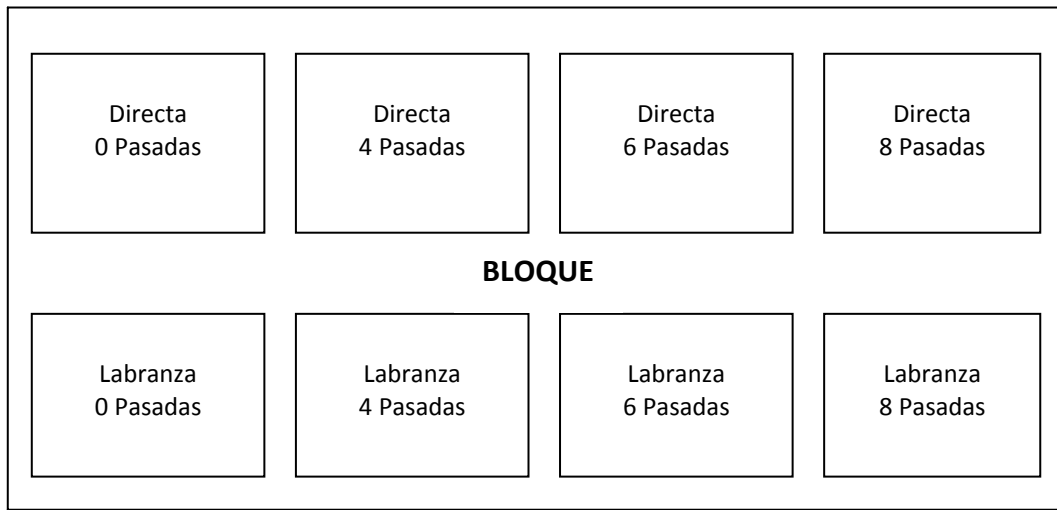 Directa
0 Pasadas
Directa
4 Pasadas
Directa
6 Pasadas
Directa
8 Pasadas
BLOQUE
Labranza
0 Pasadas
Labranza
4 Pasadas
Labranza
6 Pasadas
Labranza
8 Pasadas